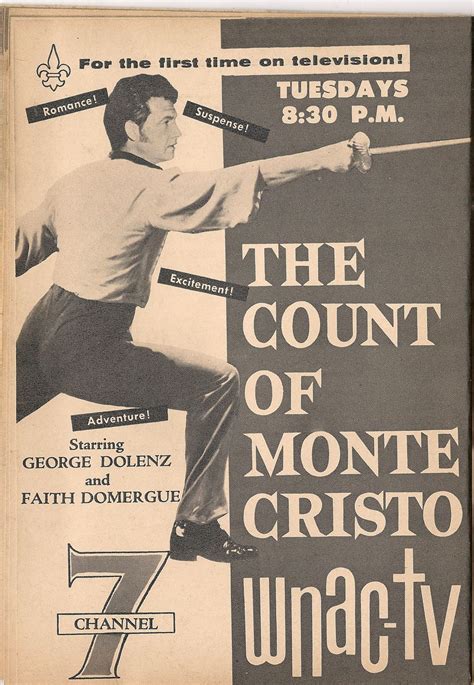 For the first time on television!
TUESDAYS
8:30 P.M.
Romance!
Suspense!
Excitement!
Adventure!
THE
COUNT
OF
MONTE
CRISTO
Starring
GEORGE DOLENZ
and
FAITH DOMERGUE
7
CHANNEL
wnac-tv